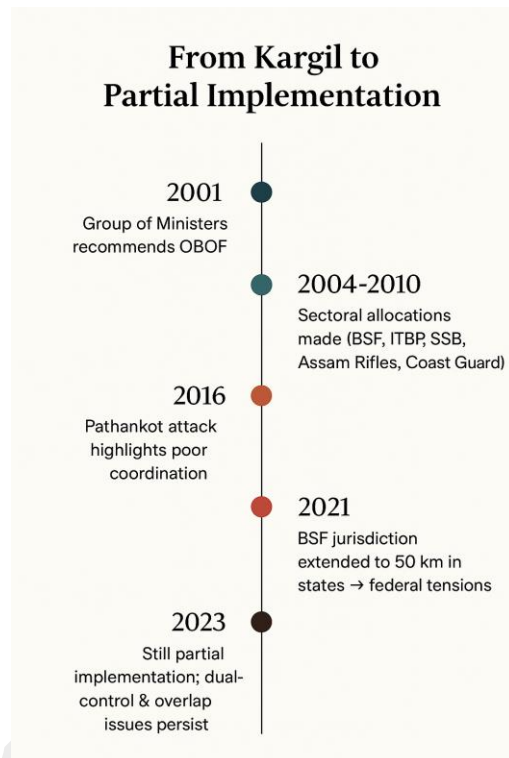 From Kargil to
Partial Implementation
2001
Group of Ministers
recommends OBOF
2004-2010
Sectoral allocations
made (BSF, ITBP, SSB,
Assam Rifles, Coast Guard)
2016
Pathankot attack
highlights poor
coordination
2021
BSF jurisdiction
extended to 50 km in
states → federal tensions
2023
Still partial
implementation; dual-
control & overlap
issues persist